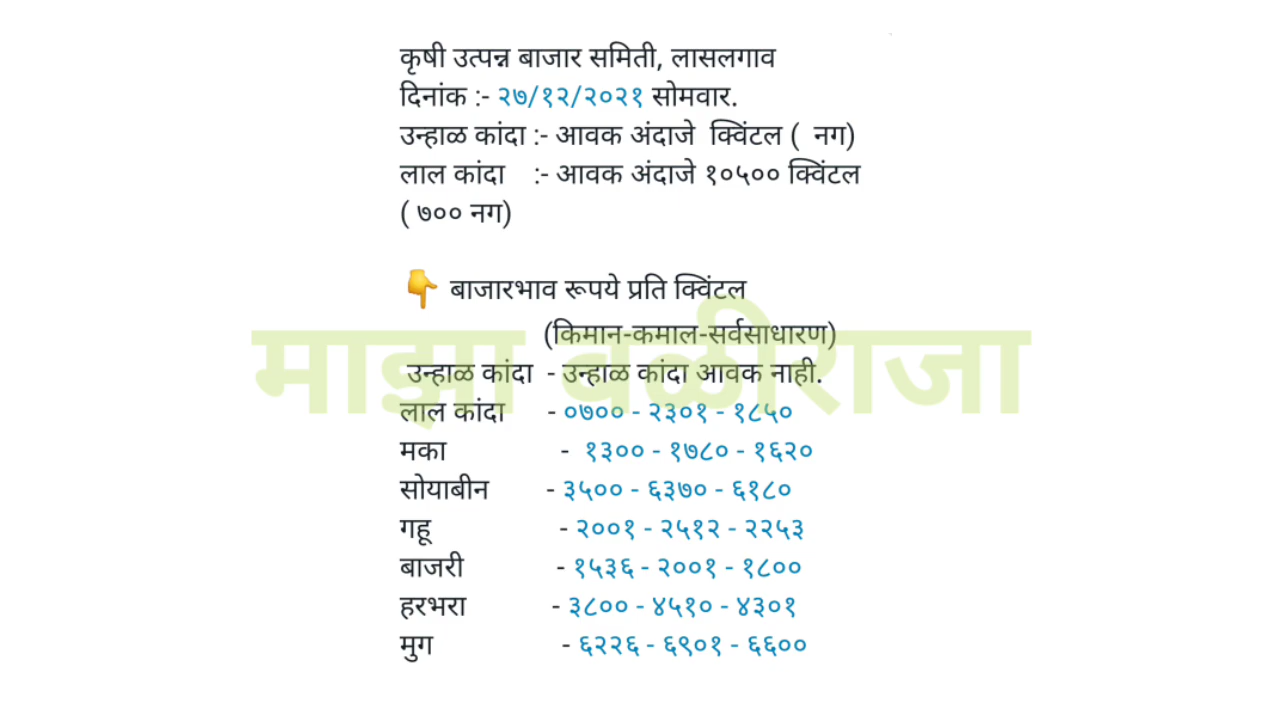 कृषी उत्पन्न बाजार समिती, लासलगाव
दिनांक :- २७/१२/२०२१ सोमवार.
उन्हाळ कांदा :- आवक अंदाजे क्विंटल ( नग)
लाल कांदा :- आवक अंदाजे १०५०० क्विंटल
( ७०० नग)
👇 बाजारभाव रूपये प्रति क्विंटल
(किमान-कमाल-सर्वसाधारण)
माझा बळीराजा
उन्हाळ कांदा - उन्हाळ कांदा आवक नाही.
लाल कांदा - ०७०० - २३०१ - १८५०
मका - १३०० - १७८० - १६२०
सोयाबीन - ३५०० - ६३७० - ६१८०
गहू - २००१ - २५१२ - २२५३
बाजरी - १५३६ - २००१ - १८००
हरभरा - ३८०० - ४५१० - ४३०१
मुग - ६२२६ - ६९०१ - ६६००